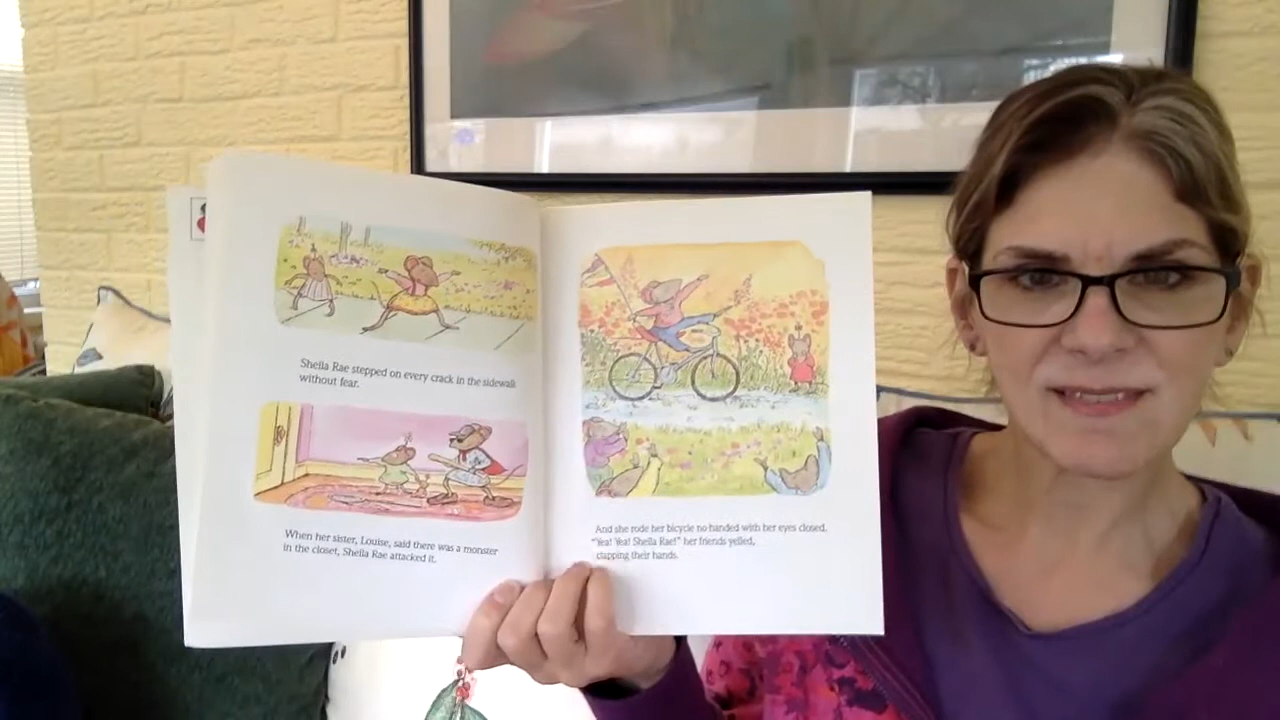 Sheila Rae stepped on every crack in the sidewalk
without fear.
When her sister, Louise, said there was a monster
in the closet, Sheila Rae attacked it.
And she rode her bicycle no handed with her eyes closed.
"Yea! Yea! Sheila Rae!" her friends yelled,
clapping their hands.